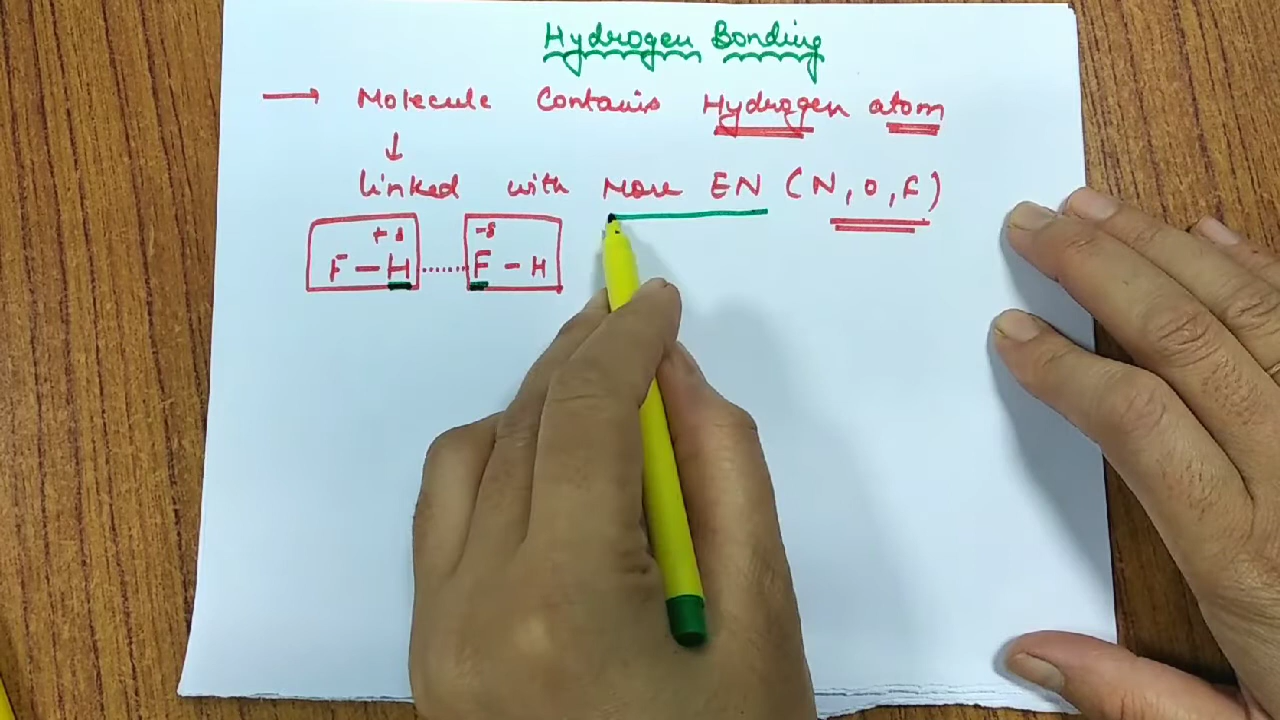 Hydrogen Bonding
→ Molecule Contains Hydrogen atom
↓
linked with More EN (N, O, F)
+δ -δ
F – H ....... F – H